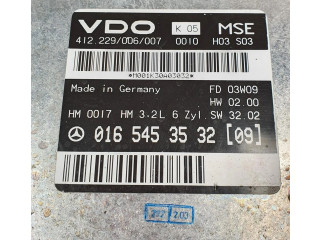 VDO K 05 MSE
412.229/006/007 0010 H03 S03
*M001K30403032*
Made in Germany FD 03W09
HW 02.00
HM 0017 HM 3.2L 6 Zyl. SW 32.02
016 545 35 32 [09]